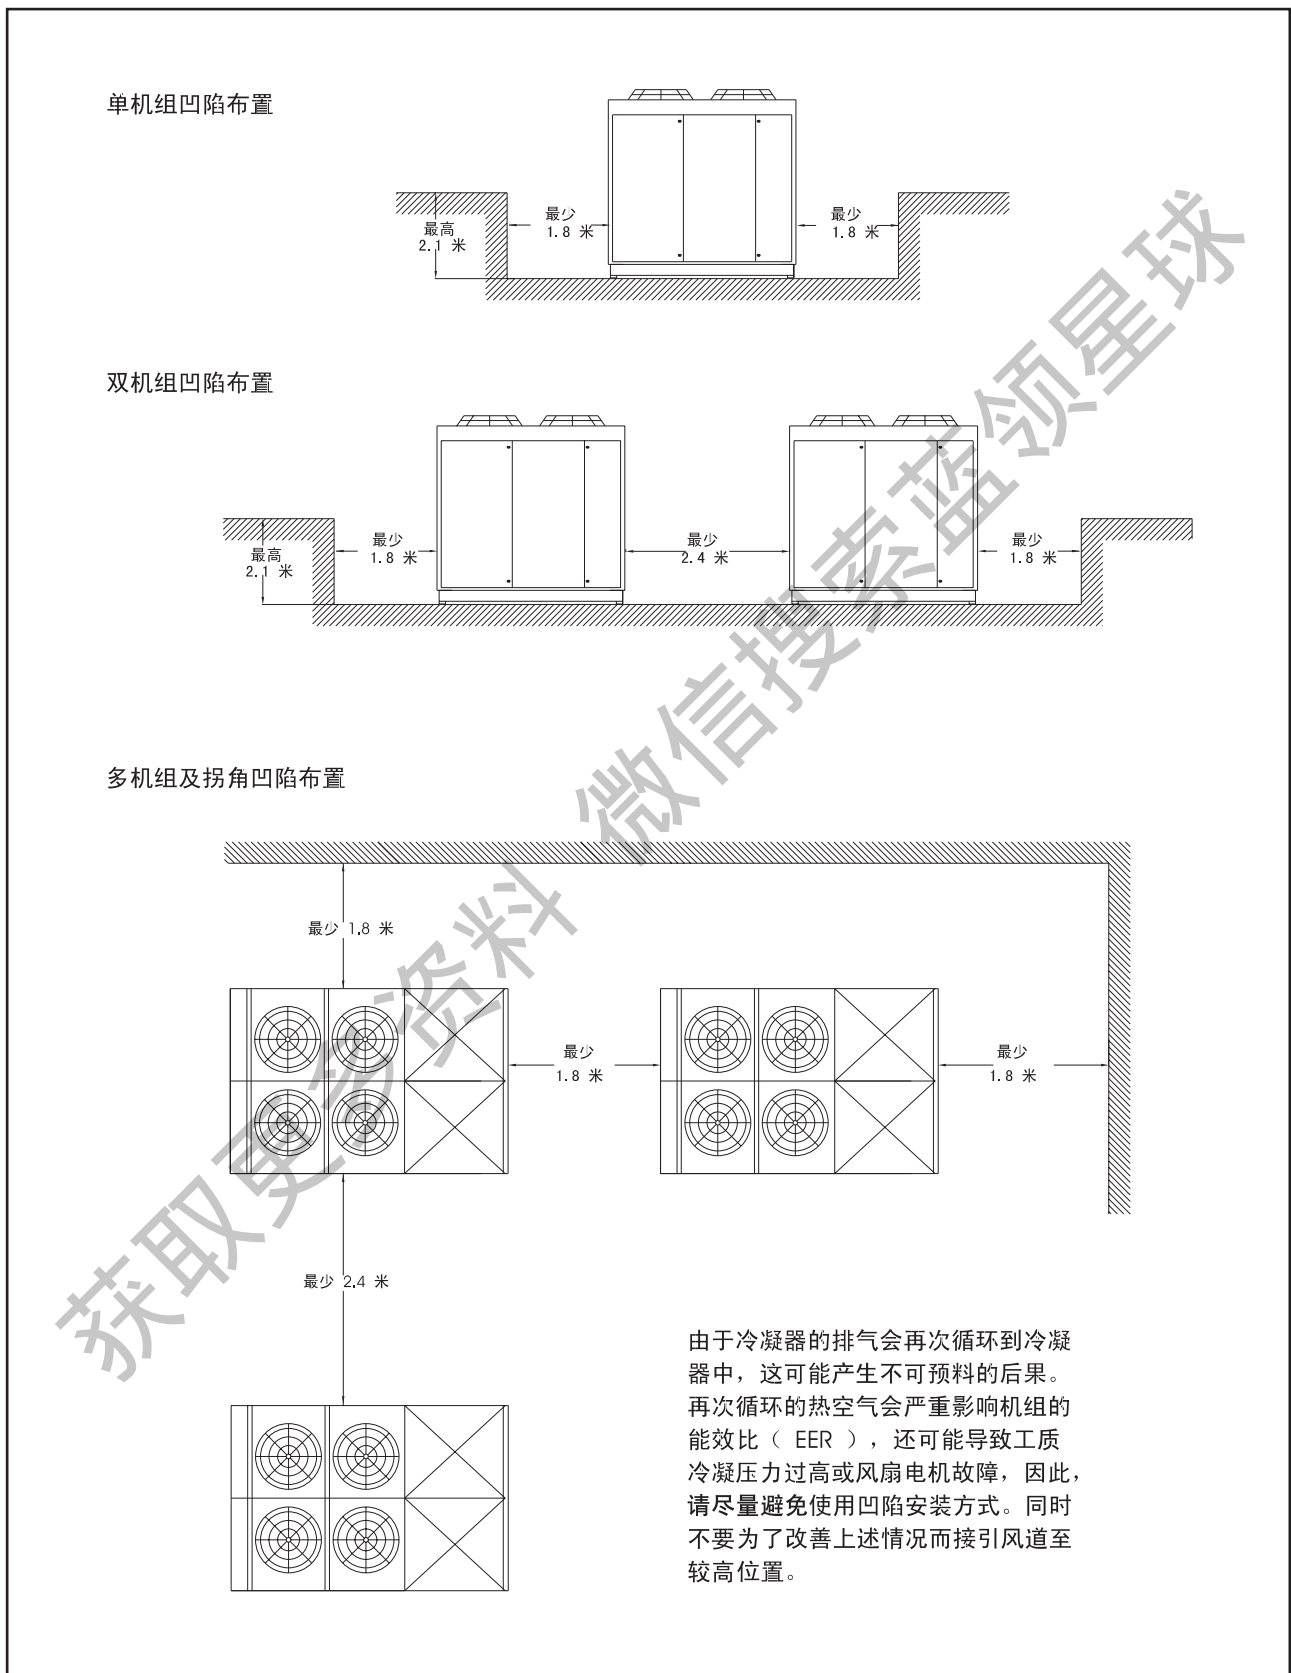 单机组凹陷布置
最高
2.1 米
最少
1.8 米
最少
1.8 米
双机组凹陷布置
最高
2.1 米
最少
1.8 米
最少
2.4 米
最少
1.8 米
多机组及拐角凹陷布置
最少 1.8 米
最少
1.8 米
最少
1.8 米
最少 2.4 米
由于冷凝器的排气会再次循环到冷凝
器中，这可能产生不可预料的后果。
再次循环的热空气会严重影响机组的
能效比（ EER ），还可能导致工质
冷凝压力过高或风扇电机故障，因此，
请尽量避免使用凹陷安装方式。同时
不要为了改善上述情况而接引风道至
较高位置。
获取更多资料 微信搜索蓝领星球